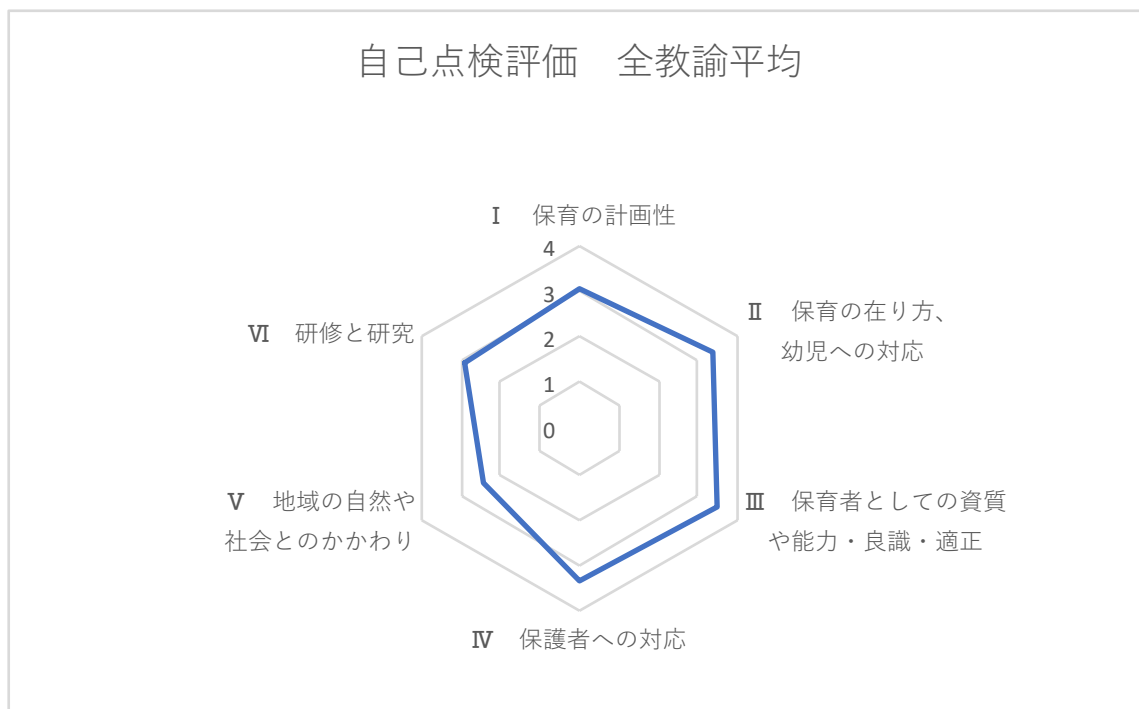 自己点検評価　全教諭平均
Ⅰ　保育の計画性
4
3
2
1
0
Ⅱ　保育の在り方、
幼児への対応
Ⅲ　保育者としての資質
や能力・良識・適正
Ⅳ　保護者への対応
Ⅴ　地域の自然や
社会とのかかわり
Ⅵ　研修と研究